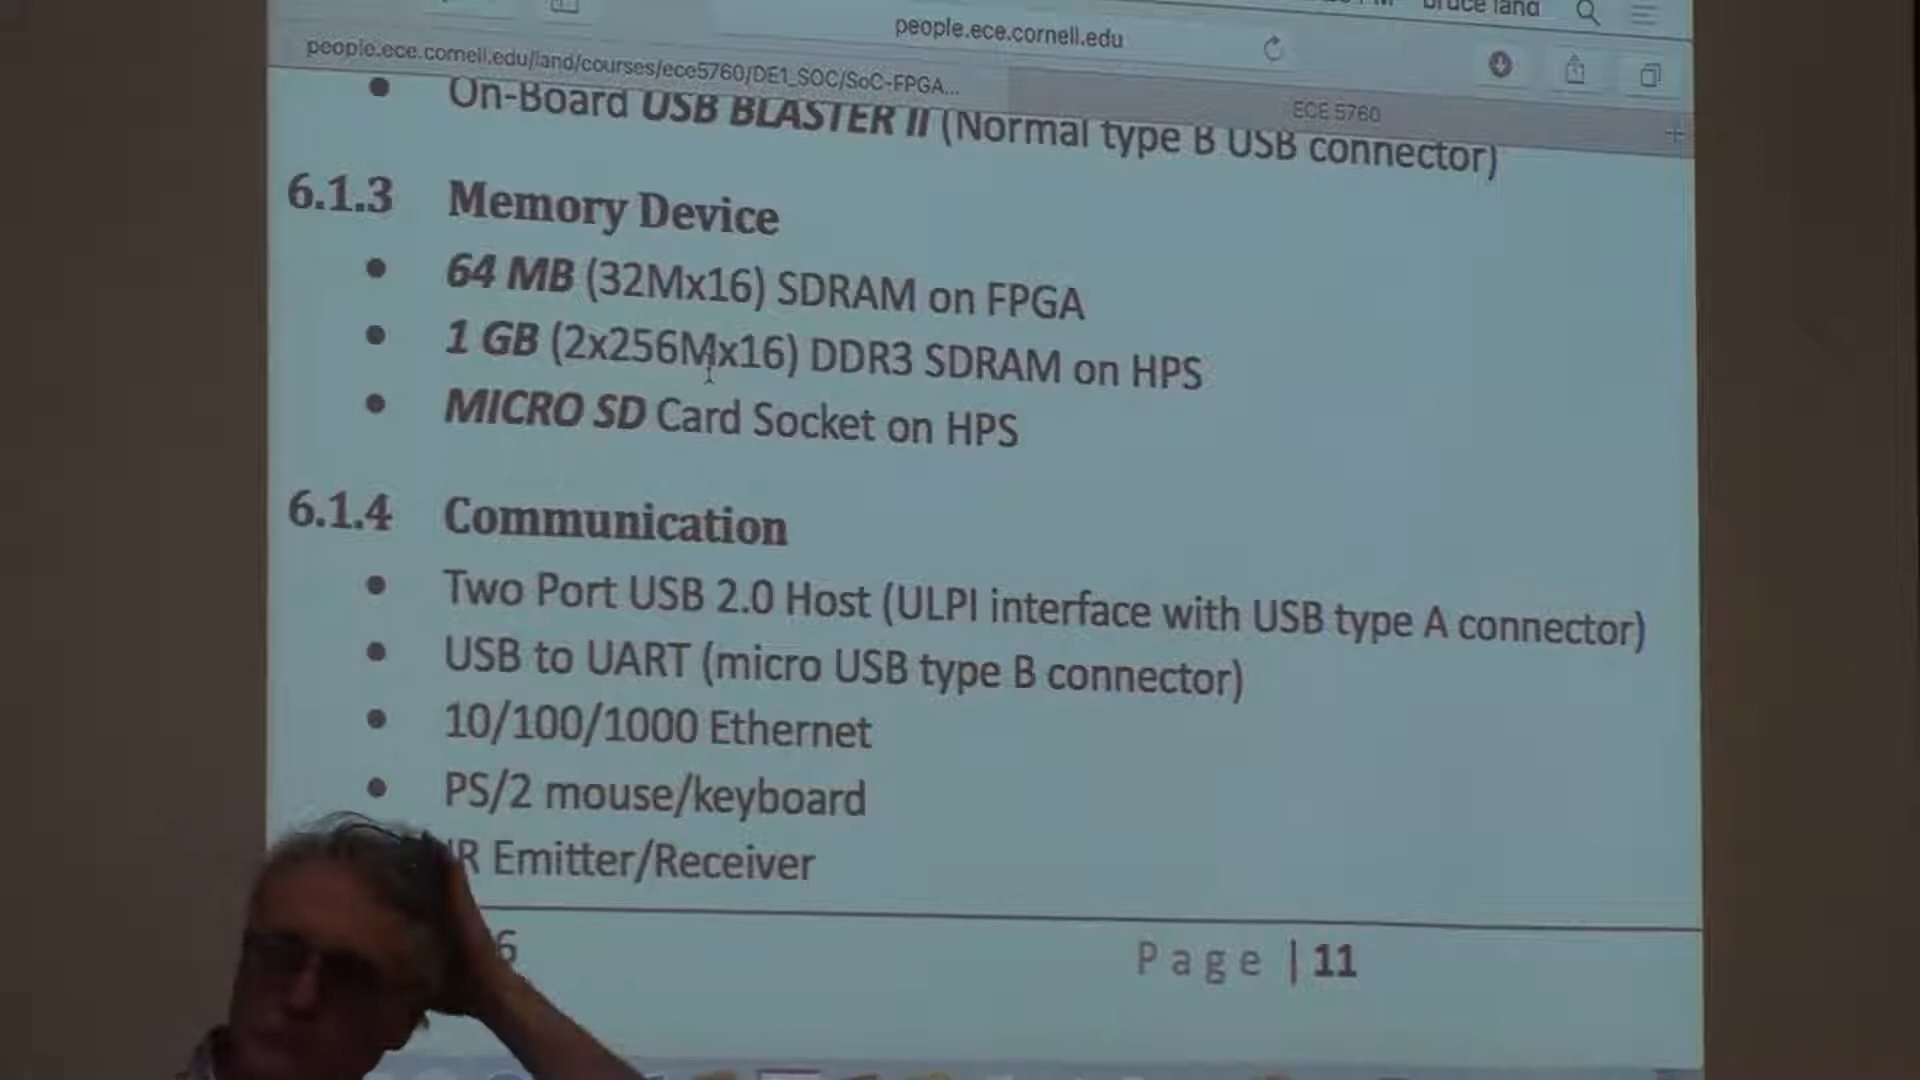 Bruce land
people.ece.cornell.edu
people.ece.cornell.edu/land/courses/ece5760/DE1_SOC/SoC-FPGA...
ECE 5760
• On-Board USB BLASTER II (Normal type B USB connector)
6.1.3 Memory Device
• 64 MB (32Mx16) SDRAM on FPGA
• 1 GB (2x256Mx16) DDR3 SDRAM on HPS
• MICRO SD Card Socket on HPS
6.1.4 Communication
• Two Port USB 2.0 Host (ULPI interface with USB type A connector)
• USB to UART (micro USB type B connector)
• 10/100/1000 Ethernet
• PS/2 mouse/keyboard
IR Emitter/Receiver
6
Page | 11